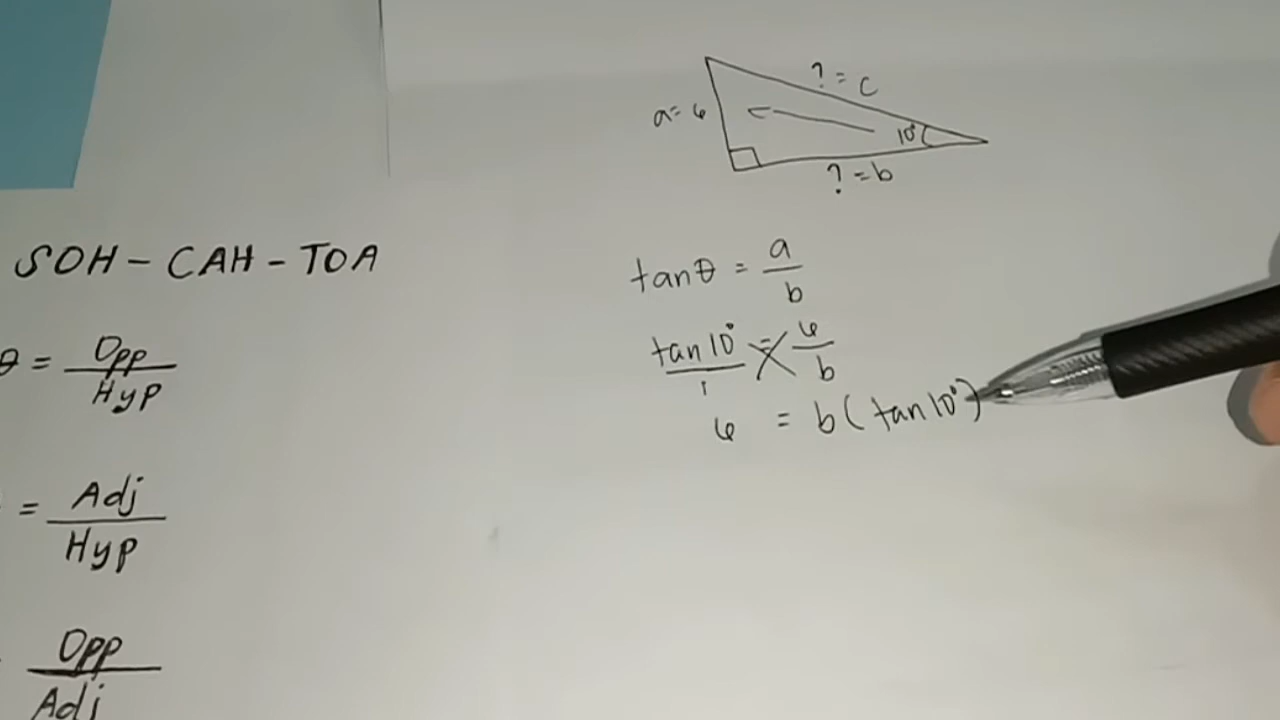 SOH - CAH - TOA
θ = Opp/Hyp
= Adj/Hyp
Opp/Adj
? = c
a = 6
10°
? = b
tan θ = a/b
tan 10°/1 = 6/b
6 = b(tan 10°)